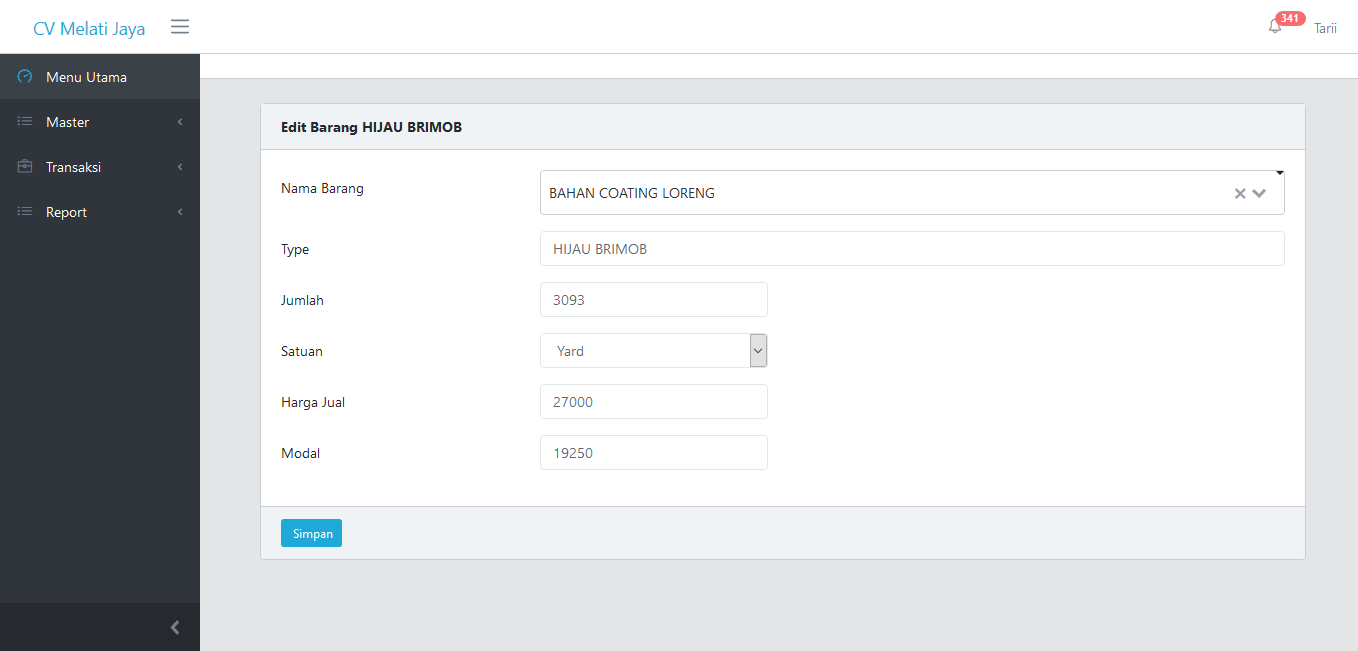 CV Melati Jaya
341
Tarii
Menu Utama
Master
Transaksi
Report
Edit Barang HIJAU BRIMOB
Nama Barang
BAHAN COATING LORENG
Type
HIJAU BRIMOB
Jumlah
3093
Satuan
Yard
Harga Jual
27000
Modal
19250
Simpan